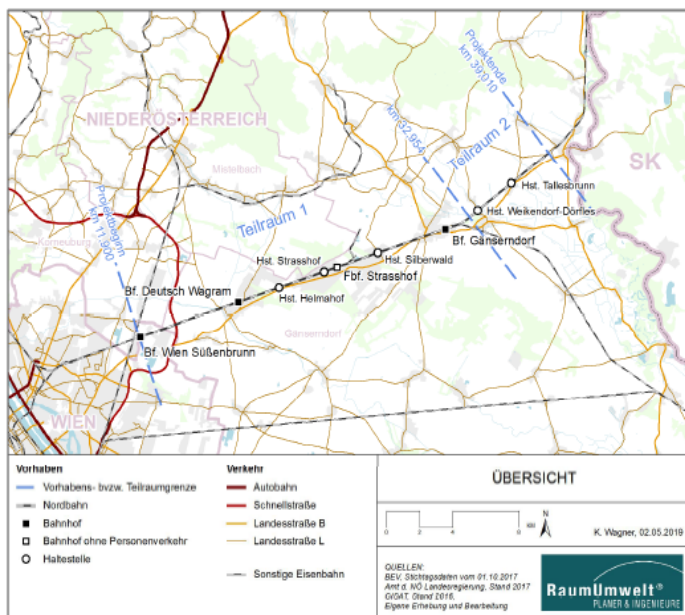 Projektende
km 39.010
km 32.954
NIEDERÖSTERREICH
Teilraum 2
SK
Mistelbach
Hst. Tallesbrunn
Teilraum 1
Hst. Weikendorf-Dörfles
Projektbeginn
km 11.900
Korneuburg
Bf. Gänserndorf
Hst. Strasshof
Hst. Silberwald
Fbf. Strasshof
Bf. Deutsch Wagram
Hst. Helmahof
Gänserndorf
Bf. Wien Süßenbrunn
WIEN
Vorhaben
Vorhabens- bzw. Teilraumgrenze
Nordbahn
Bahnhof
Bahnhof ohne Personenverkehr
Haltestelle
Verkehr
Autobahn
Schnellstraße
Landesstraße B
Landesstraße L
Sonstige Eisenbahn
ÜBERSICHT
0 2 4 8
km
N
K. Wagner, 02.05.2019
QUELLEN:
BEV, Stichtagsdaten vom 01.10.2017
Amt d. NÖ Landesregierung, Stand 2017
GISAT, Stand 2016,
Eigene Erhebung und Bearbeitung
RaumUmwelt®
PLANER & INGENIEURE